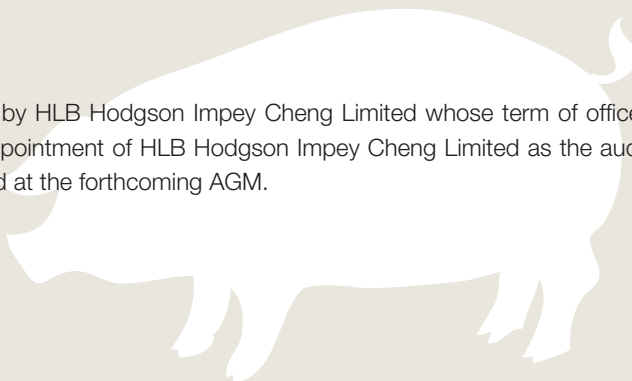 by HLB Hodgson Impey Cheng Limited whose term of office
pointment of HLB Hodgson Impey Cheng Limited as the
at the forthcoming AGM.